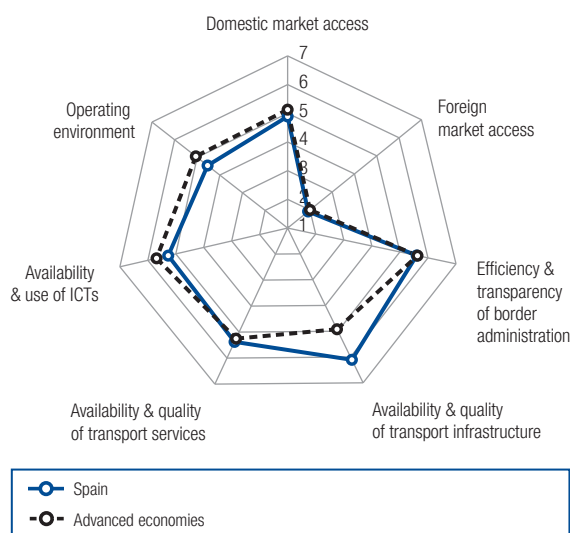 Domestic market access
7
6
5
4
3
2
1
Foreign
market access
Operating
environment
Efficiency &
transparency
of border
administration
Availability
& use of ICTs
Availability & quality
of transport services
Availability & quality
of transport infrastructure
Spain
Advanced economies